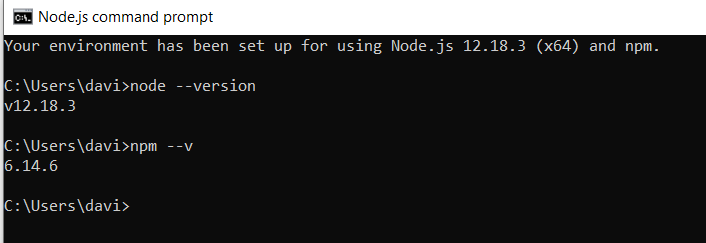 Node.js command prompt
Your environment has been set up for using Node.js 12.18.3 (x64) and npm.
C:\Users\davi>node --version
v12.18.3
C:\Users\davi>npm --v
6.14.6
C:\Users\davi>